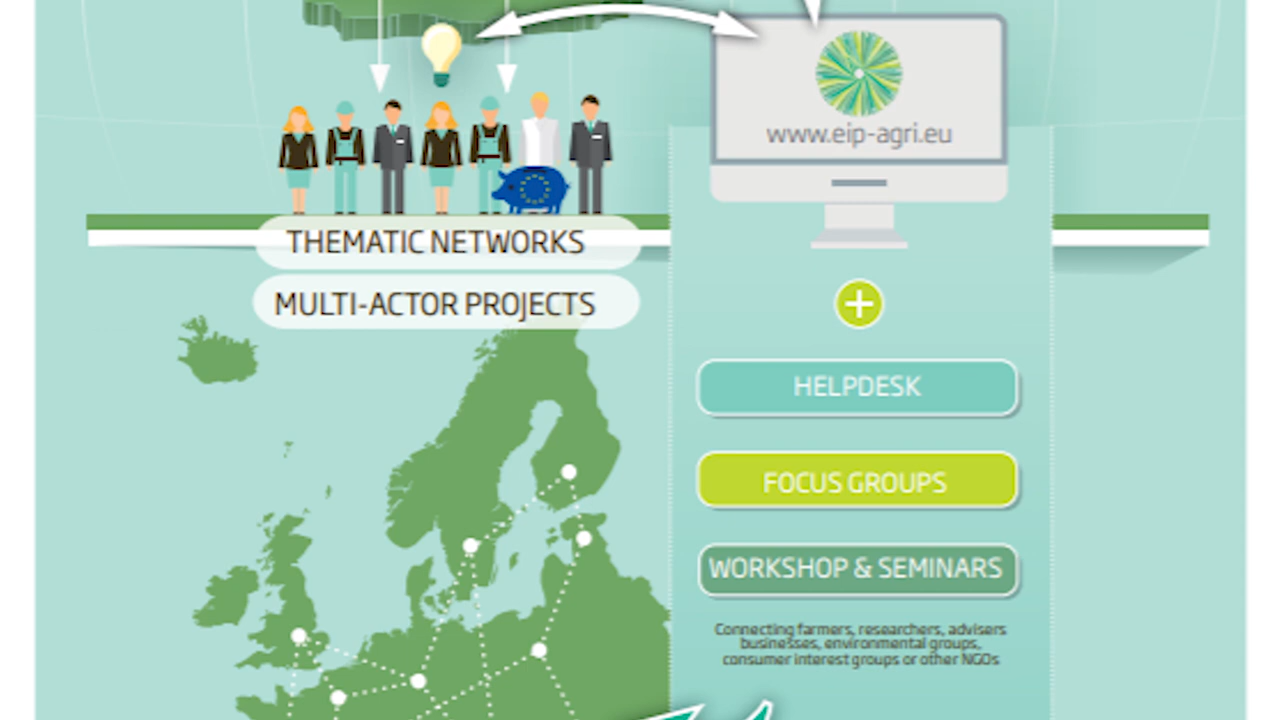 www.eip-agri.eu
THEMATIC NETWORKS
MULTI-ACTOR PROJECTS
HELPDESK
FOCUS GROUPS
WORKSHOP & SEMINARS
Connecting farmers, researchers, advisers
businesses, environmental groups,
consumer interest groups or other NGOs